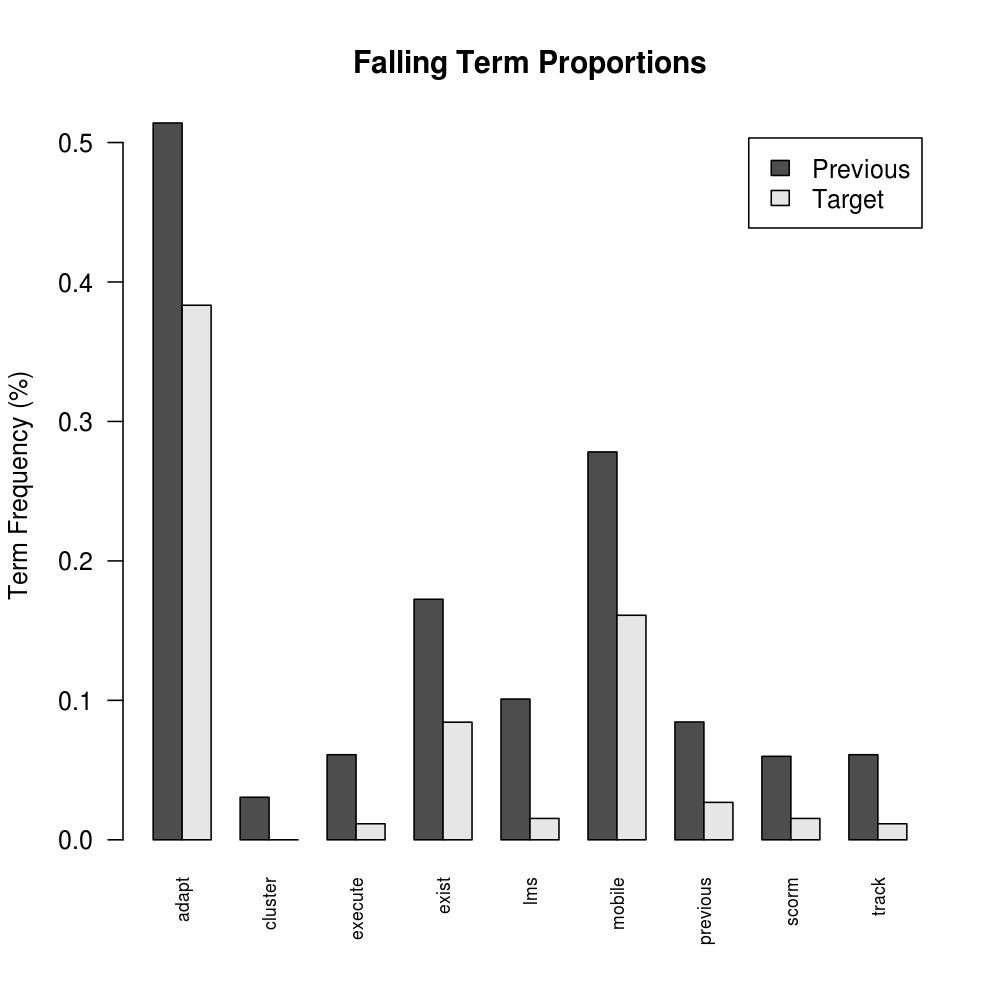 Falling Term Proportions
Previous
Target
Term Frequency (%)
0.5
0.4
0.3
0.2
0.1
0.0
adapt
cluster
execute
exist
lms
mobile
previous
scorm
track